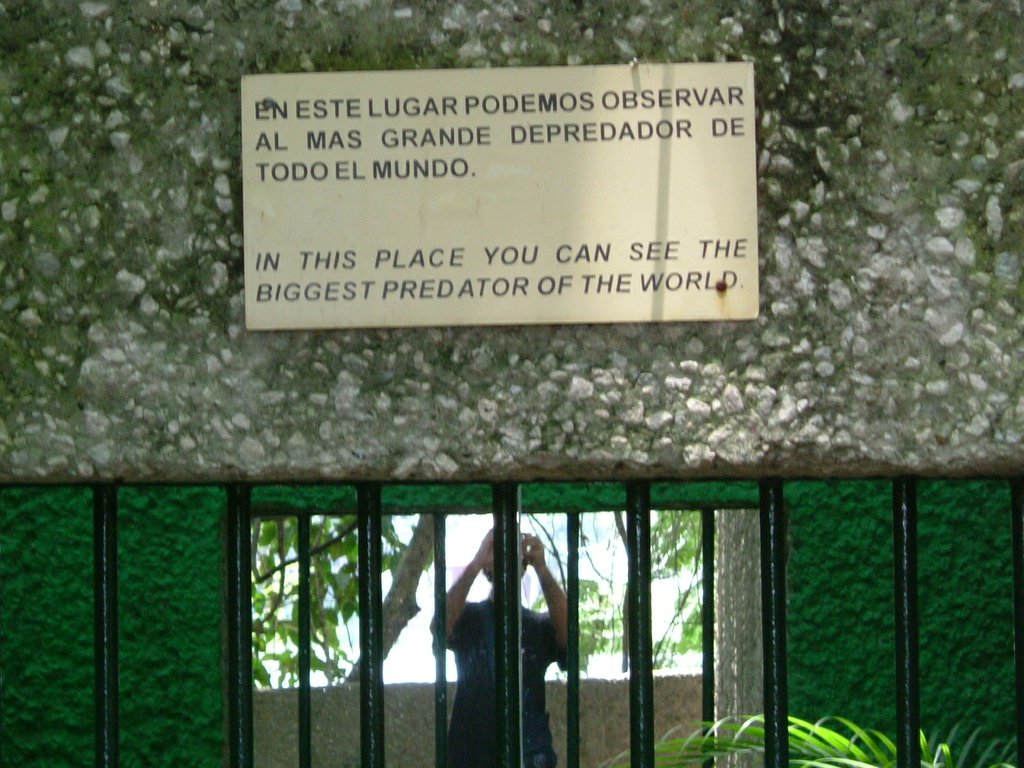 EN ESTE LUGAR PODEMOS OBSERVAR
AL MAS GRANDE DEPREDADOR DE
TODO EL MUNDO.
IN THIS PLACE YOU CAN SEE THE
BIGGEST PREDATOR OF THE WORLD.